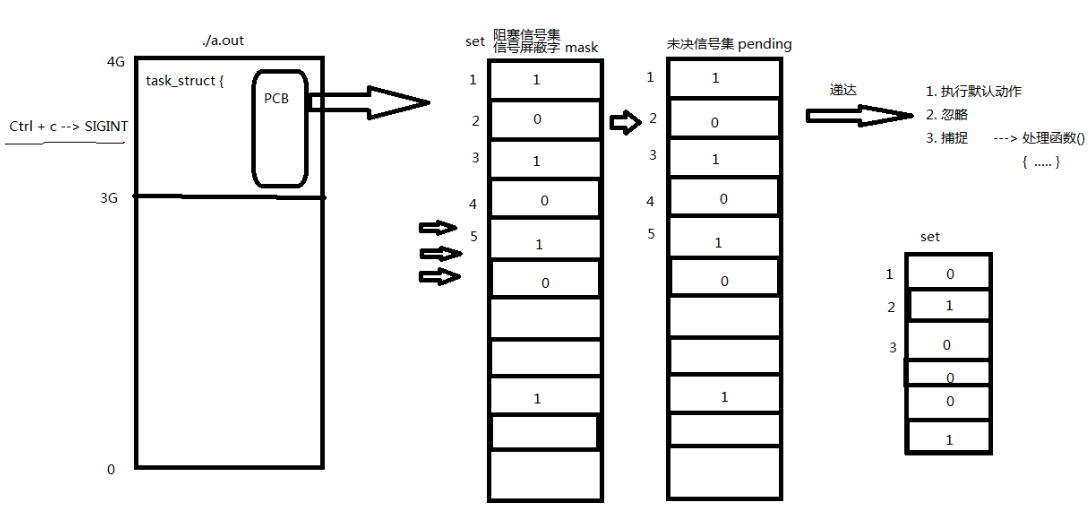 ./a.out
4G
task_struct {
PCB
Ctrl + c --> SIGINT
3G
0
set
阻塞信号集
信号屏蔽字 mask
1 1
2 0
3 1
4 0
5 1
0
1
未决信号集 pending
1 1
2 0
3 1
4 0
5 1
0
1
递达
1. 执行默认动作
2. 忽略
3. 捕捉 ---> 处理函数()
{ ..... }
set
1 0
2 1
3 0
0
0
1